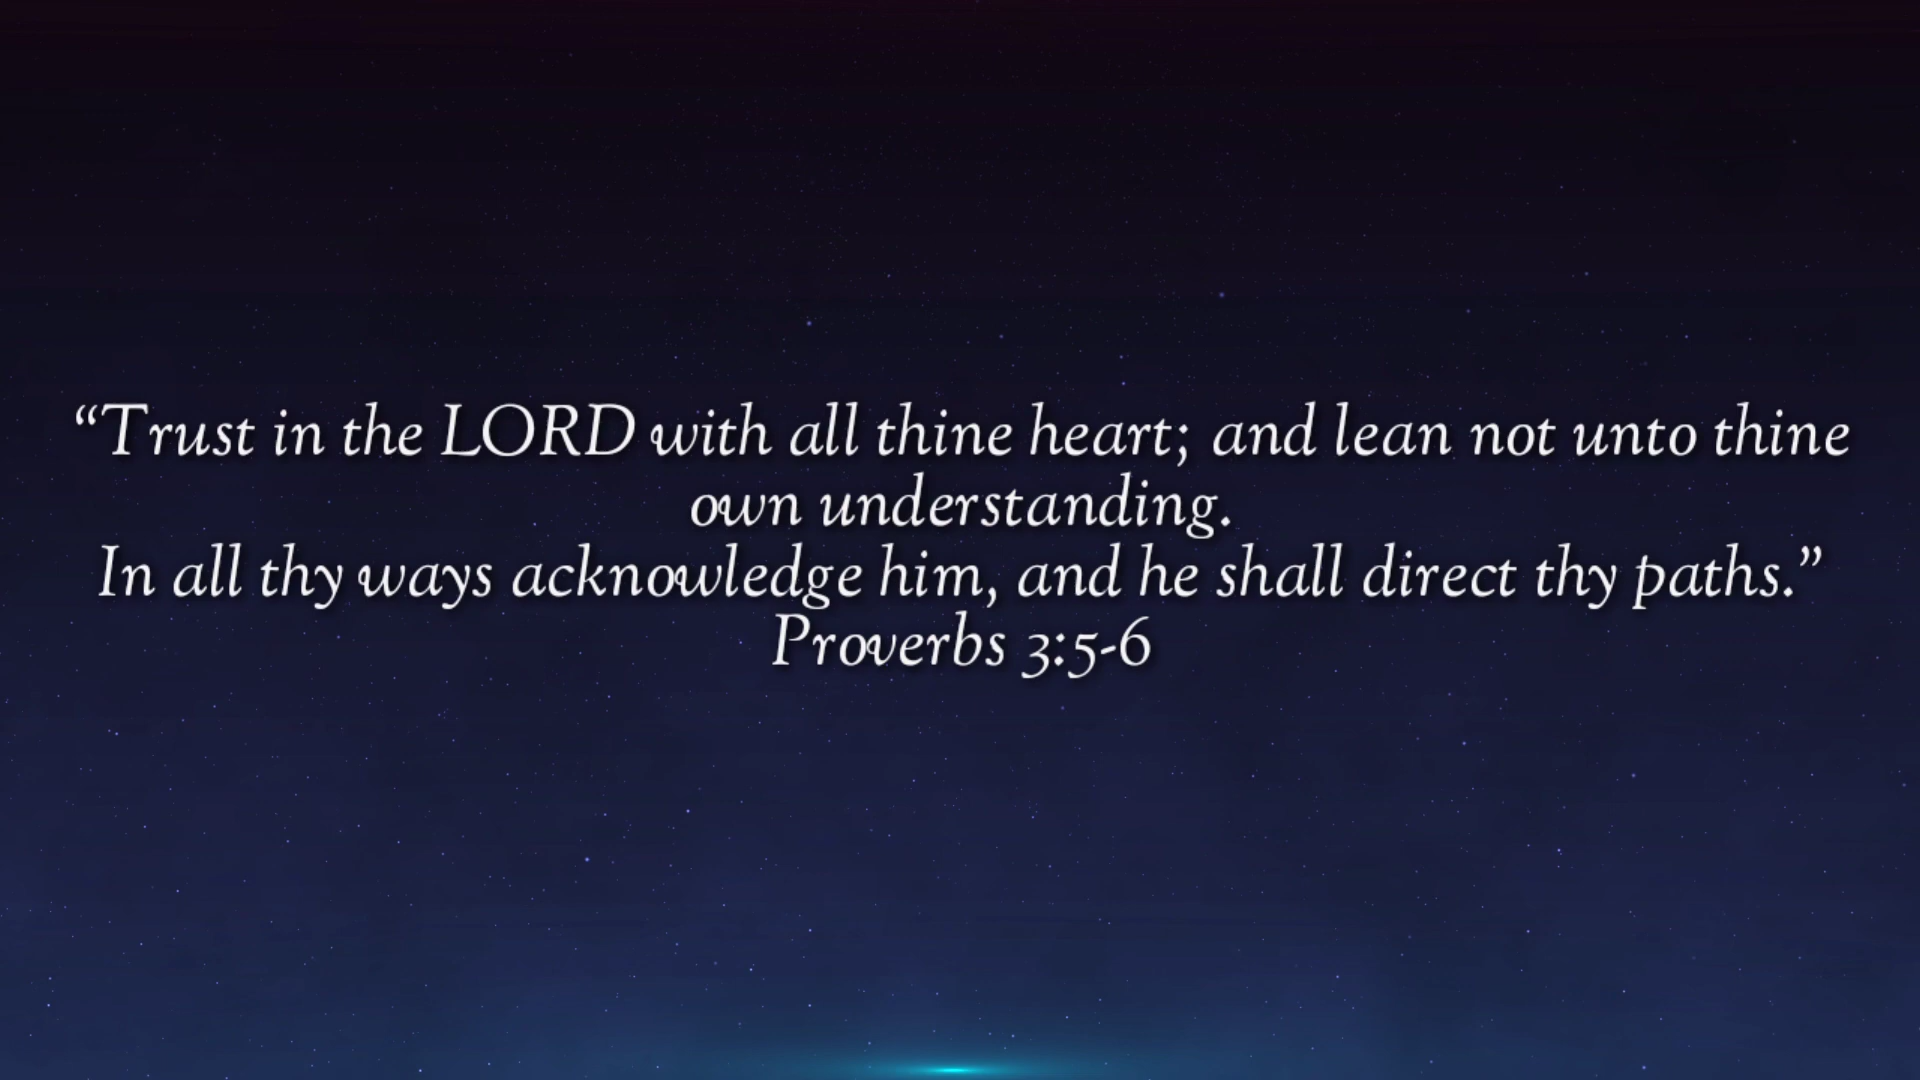 “Trust in the LORD with all thine heart; and lean not unto thine
own understanding.
In all thy ways acknowledge him, and he shall direct thy paths.”
Proverbs 3:5-6